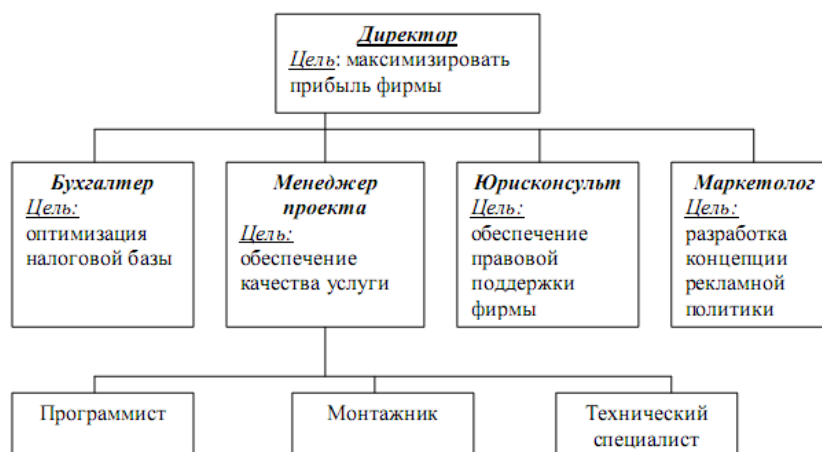 Директор
Цель: максимизировать
прибыль фирмы
Бухгалтер
Цель:
оптимизация
налоговой базы
Менеджер
проекта
Цель:
обеспечение
качества услуги
Юрисконсульт
Цель:
обеспечение
правовой
поддержки
фирмы
Маркетолог
Цель:
разработка
концепции
рекламной
политики
Программист
Монтажник
Технический
специалист